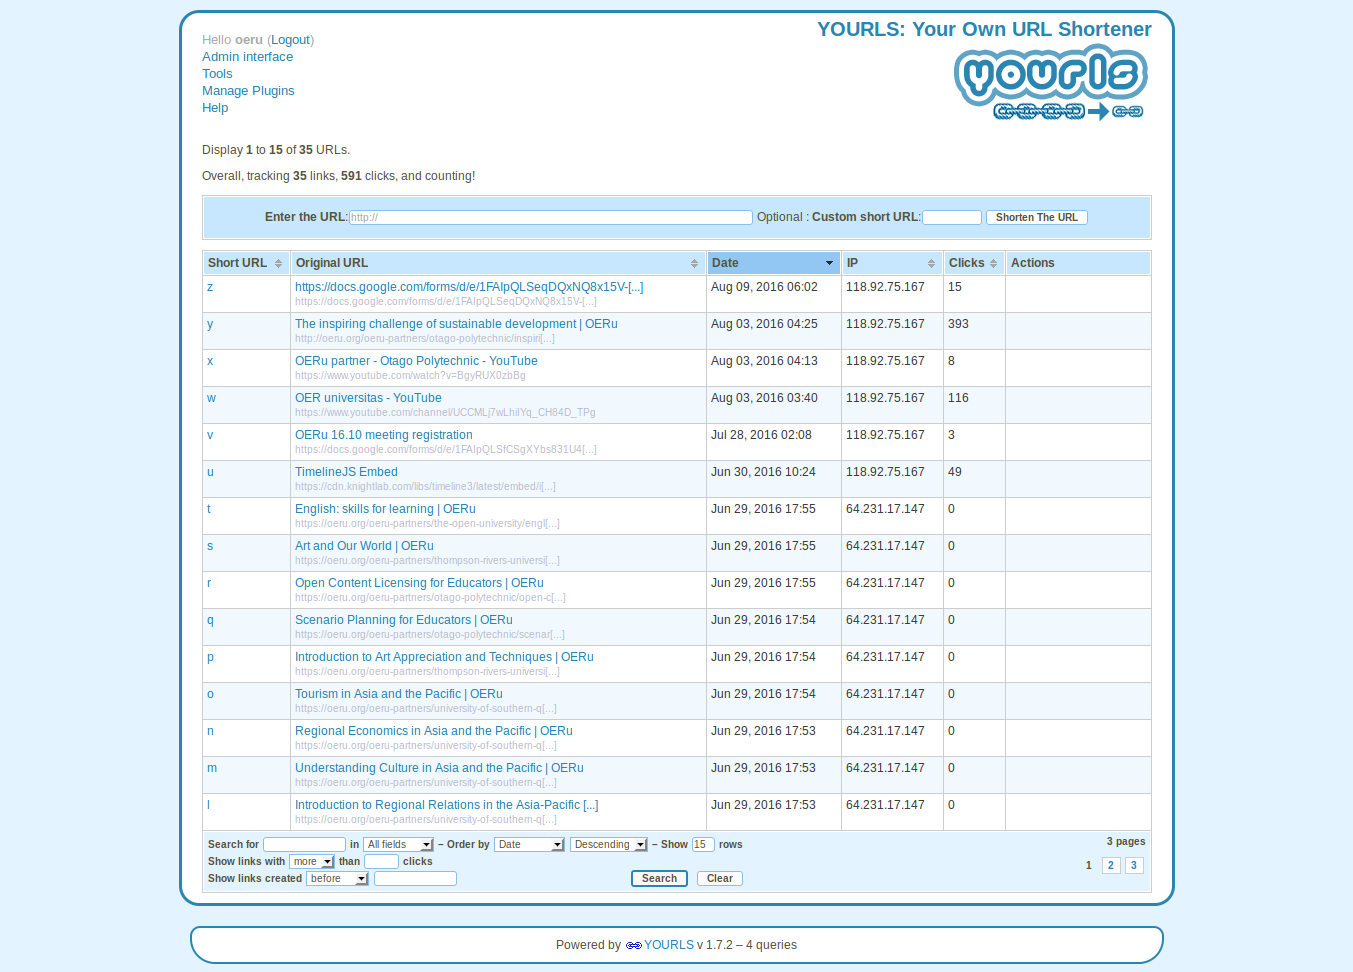 YOURLS: Your Own URL Shortener
yourls
Hello oeru (Logout)
Admin interface
Tools
Manage Plugins
Help
Display 1 to 15 of 35 URLs.
Overall, tracking 35 links, 591 clicks, and counting!
Enter the URL: http:// Optional : Custom short URL: Shorten The URL
Short URL Original URL Date IP Clicks Actions
z https://docs.google.com/forms/d/e/1FAIpQLSeqDQxNQ8x15V-[...] Aug 09, 2016 06:02 118.92.75.167 15
https://docs.google.com/forms/d/e/1FAIpQLSeqDQxNQ8x15V-[...]
y The inspiring challenge of sustainable development | OERu Aug 03, 2016 04:25 118.92.75.167 393
http://oeru.org/oeru-partners/otago-polytechnic/inspiri[...]
x OERu partner - Otago Polytechnic - YouTube Aug 03, 2016 04:13 118.92.75.167 8
https://www.youtube.com/watch?v=BgyRUX0zbBg
w OER universitas - YouTube Aug 03, 2016 03:40 118.92.75.167 116
https://www.youtube.com/channel/UCCMLj7wLhiIYq_CH84D_TPg
v OERu 16.10 meeting registration Jul 28, 2016 02:08 118.92.75.167 3
https://docs.google.com/forms/d/e/1FAIpQLSfCSgXYbs831U4[...]
u TimelineJS Embed Jun 30, 2016 10:24 118.92.75.167 49
https://cdn.knightlab.com/libs/timeline3/latest/embed/i[...]
t English: skills for learning | OERu Jun 29, 2016 17:55 64.231.17.147 0
https://oeru.org/oeru-partners/the-open-university/engl[...]
s Art and Our World | OERu Jun 29, 2016 17:55 64.231.17.147 0
https://oeru.org/oeru-partners/thompson-rivers-universi[...]
r Open Content Licensing for Educators | OERu Jun 29, 2016 17:55 64.231.17.147 0
https://oeru.org/oeru-partners/otago-polytechnic/open-c[...]
q Scenario Planning for Educators | OERu Jun 29, 2016 17:54 64.231.17.147 0
https://oeru.org/oeru-partners/otago-polytechnic/scenar[...]
p Introduction to Art Appreciation and Techniques | OERu Jun 29, 2016 17:54 64.231.17.147 0
https://oeru.org/oeru-partners/thompson-rivers-universi[...]
o Tourism in Asia and the Pacific | OERu Jun 29, 2016 17:54 64.231.17.147 0
https://oeru.org/oeru-partners/university-of-southern-q[...]
n Regional Economics in Asia and the Pacific | OERu Jun 29, 2016 17:53 64.231.17.147 0
https://oeru.org/oeru-partners/university-of-southern-q[...]
m Understanding Culture in Asia and the Pacific | OERu Jun 29, 2016 17:53 64.231.17.147 0
https://oeru.org/oeru-partners/university-of-southern-q[...]
l Introduction to Regional Relations in the Asia-Pacific [...] Jun 29, 2016 17:53 64.231.17.147 0
https://oeru.org/oeru-partners/university-of-southern-q[...]
Search for in All fields – Order by Date Descending – Show 15 rows 3 pages
Show links with more than clicks 1 2 3
Show links created before Search Clear
Powered by YOURLS v 1.7.2 – 4 queries